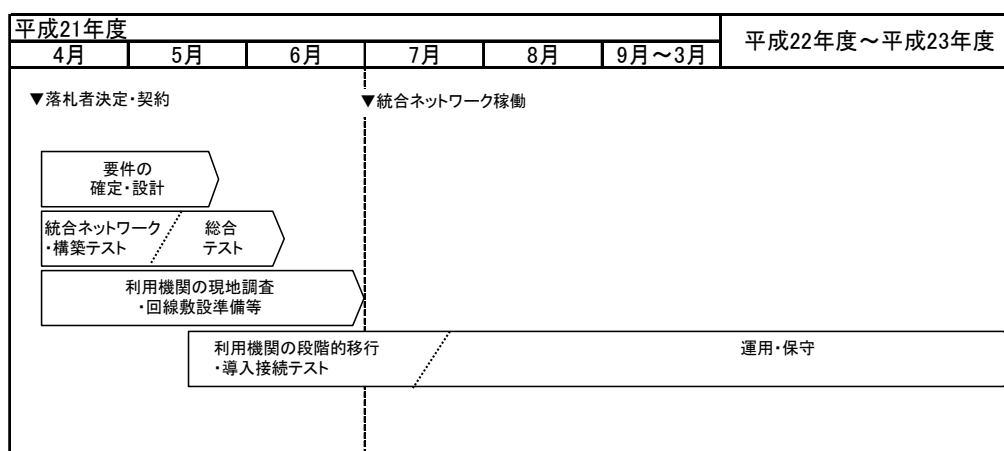 平成21年度
平成22年度～平成23年度
4月 5月 6月 7月 8月 9月～3月
▼落札者決定・契約
▼統合ネットワーク稼働
要件の
確定・設計
統合ネットワーク
・構築テスト
総合
テスト
利用機関の現地調査
・回線敷設準備等
利用機関の段階的移行
・導入接続テスト
運用・保守